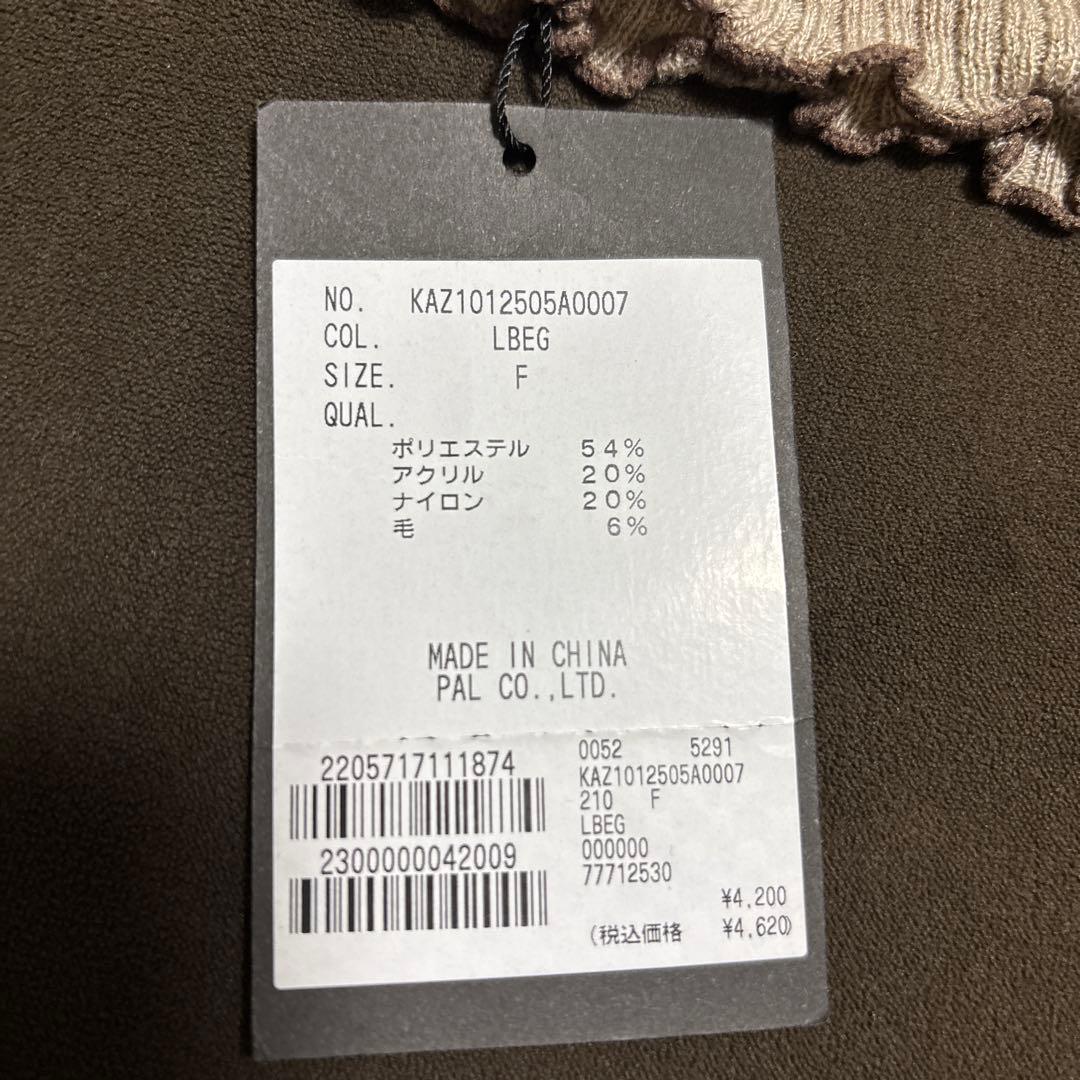 NO. KAZ1012505A0007
COL. LBEG
SIZE. F
QUAL.
ポリエステル 54%
アクリル 20%
ナイロン 20%
毛 6%
MADE IN CHINA
PAL CO.,LTD.
2205717111874
2300000042009
0052 5291
KAZ1012505A0007
210 F
LBEG
000000
77712530
¥4,200
(税込価格 ¥4,620)